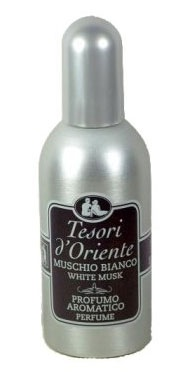 Tesori
d'Oriente
MUSCHIO BIANCO
WHITE MUSK
PROFUMO
AROMATICO
PERFUME